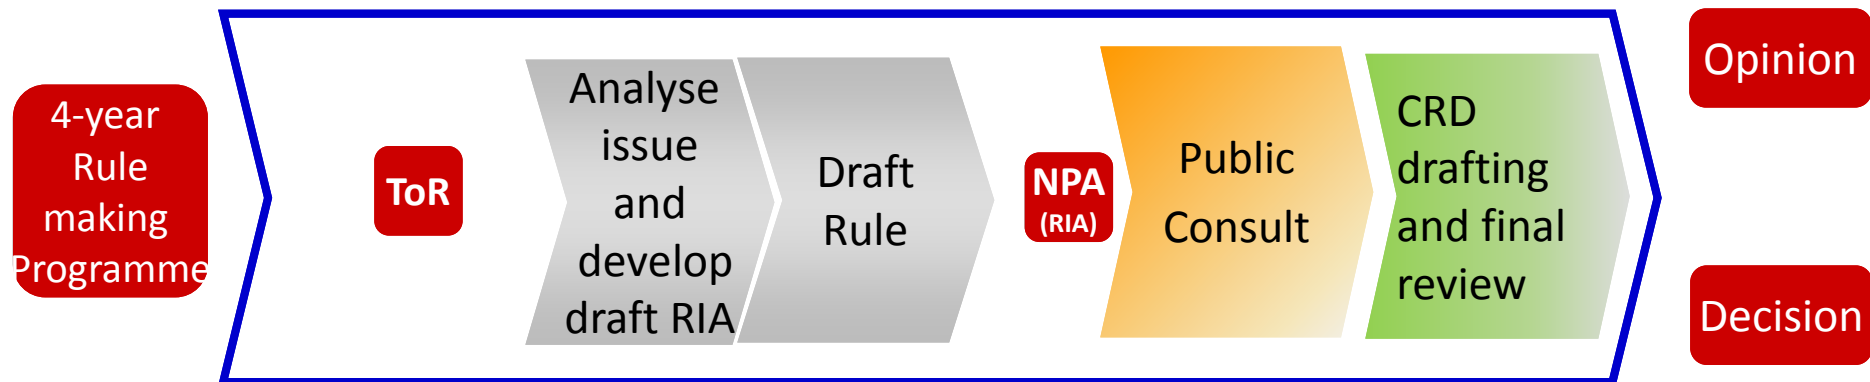 4-year
Rule
making
Programme
ToR
Analyse
issue
and
develop
draft RIA
Draft
Rule
NPA
(RIA)
Public
Consult
CRD
drafting
and final
review
Opinion
Decision